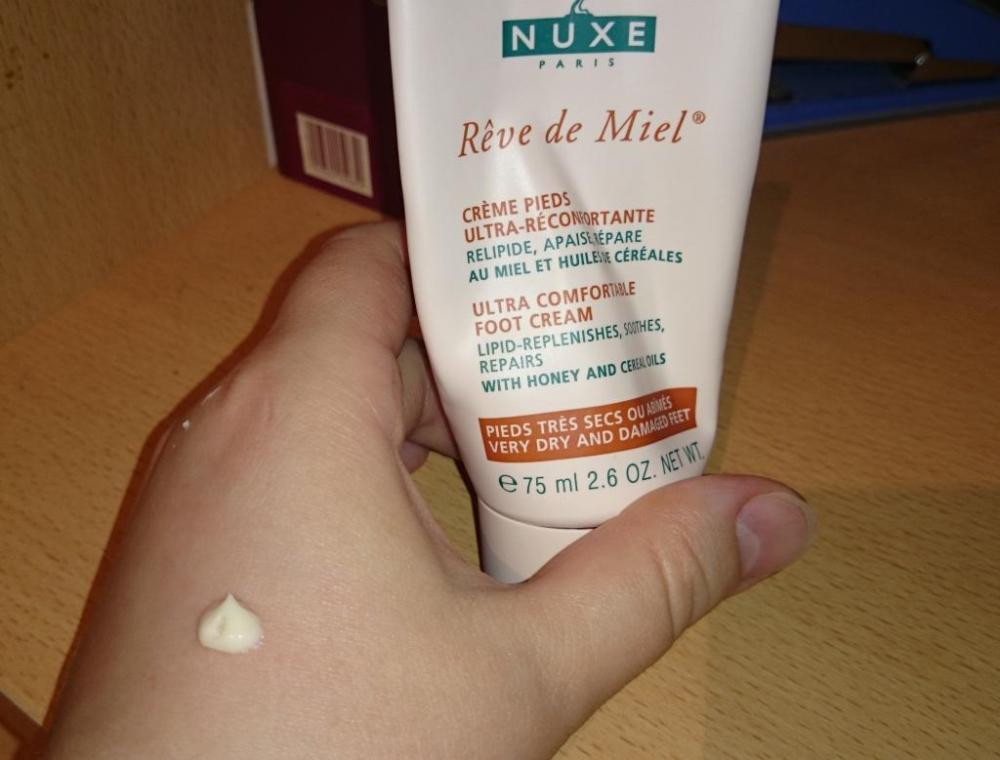 NUXE
PARIS
Rêve de Miel®
CRÈME PIEDS
ULTRA-RÉCONFORTANTE
RELIPIDE, APAISE, RÉPARE
AU MIEL ET HUILES DE CÉRÉALES
ULTRA COMFORTABLE
FOOT CREAM
LIPID-REPLENISHES, SOOTHES,
REPAIRS
WITH HONEY AND CEREAL OILS
PIEDS TRÈS SECS OU ABÎMÉS
VERY DRY AND DAMAGED FEET
℮ 75 ml 2.6 OZ. NET WT.